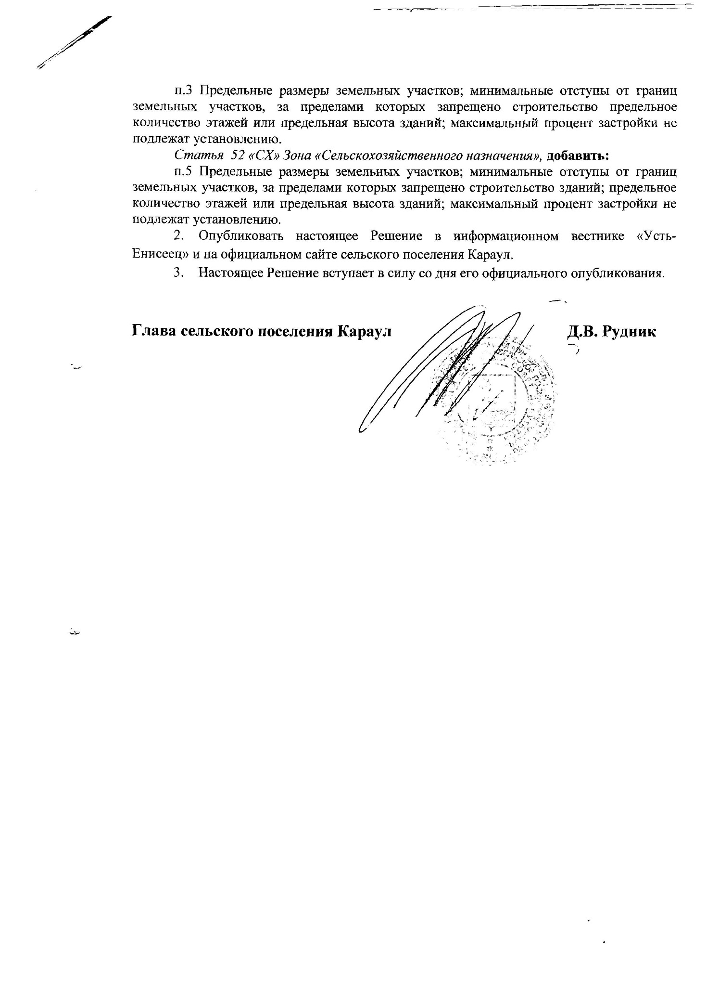 п.3 Предельные размеры земельных участков; минимальные отступы от границ
земельных участков, за пределами которых запрещено строительство предельное
количество этажей или предельная высота зданий; максимальный процент застройки не
подлежат установлению.
Статья 52 «СХ» Зона «Сельскохозяйственного назначения», добавить:
п.5 Предельные размеры земельных участков; минимальные отступы от границ
земельных участков, за пределами которых запрещено строительство зданий; предельное
количество этажей или предельная высота зданий; максимальный процент застройки не
подлежат установлению.
2. Опубликовать настоящее Решение в информационном вестнике «Усть-
Енисеец» и на официальном сайте сельского поселения Караул.
3. Настоящее Решение вступает в силу со дня его официального опубликования.
Глава сельского поселения Караул Д.В. Рудник